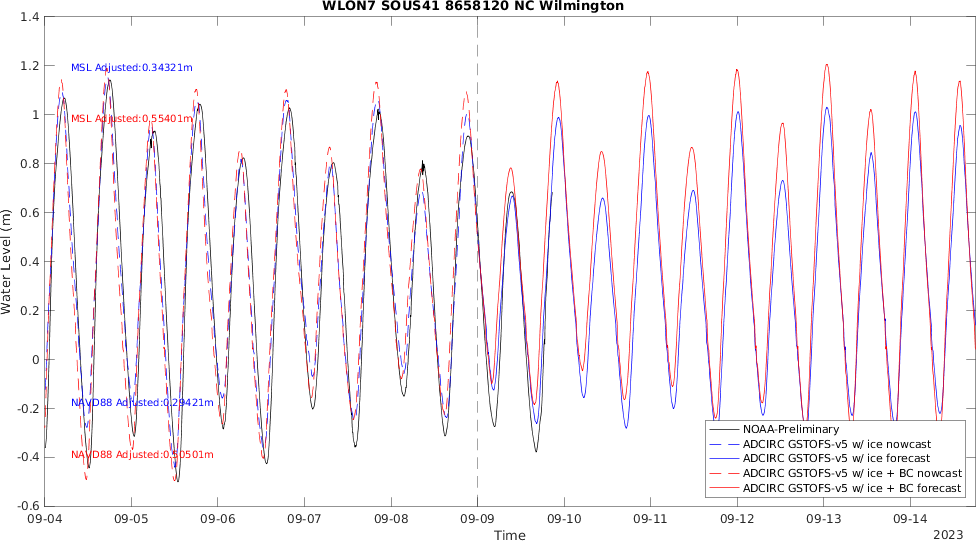 WLON7 SOUS41 8658120 NC Wilmington
1.4
1.2
1
0.8
0.6
0.4
0.2
0
-0.2
-0.4
-0.6
Water Level (m)
MSL Adjusted:0.34321m
MSL Adjusted:0.55401m
NAVD88 Adjusted:0.29421m
NAVD88 Adjusted:0.50501m
NOAA-Preliminary
ADCIRC GSTOFS-v5 w/ ice nowcast
ADCIRC GSTOFS-v5 w/ ice forecast
ADCIRC GSTOFS-v5 w/ ice + BC nowcast
ADCIRC GSTOFS-v5 w/ ice + BC forecast
09-04 09-05 09-06 09-07 09-08 09-09 09-10 09-11 09-12 09-13 09-14
Time
2023